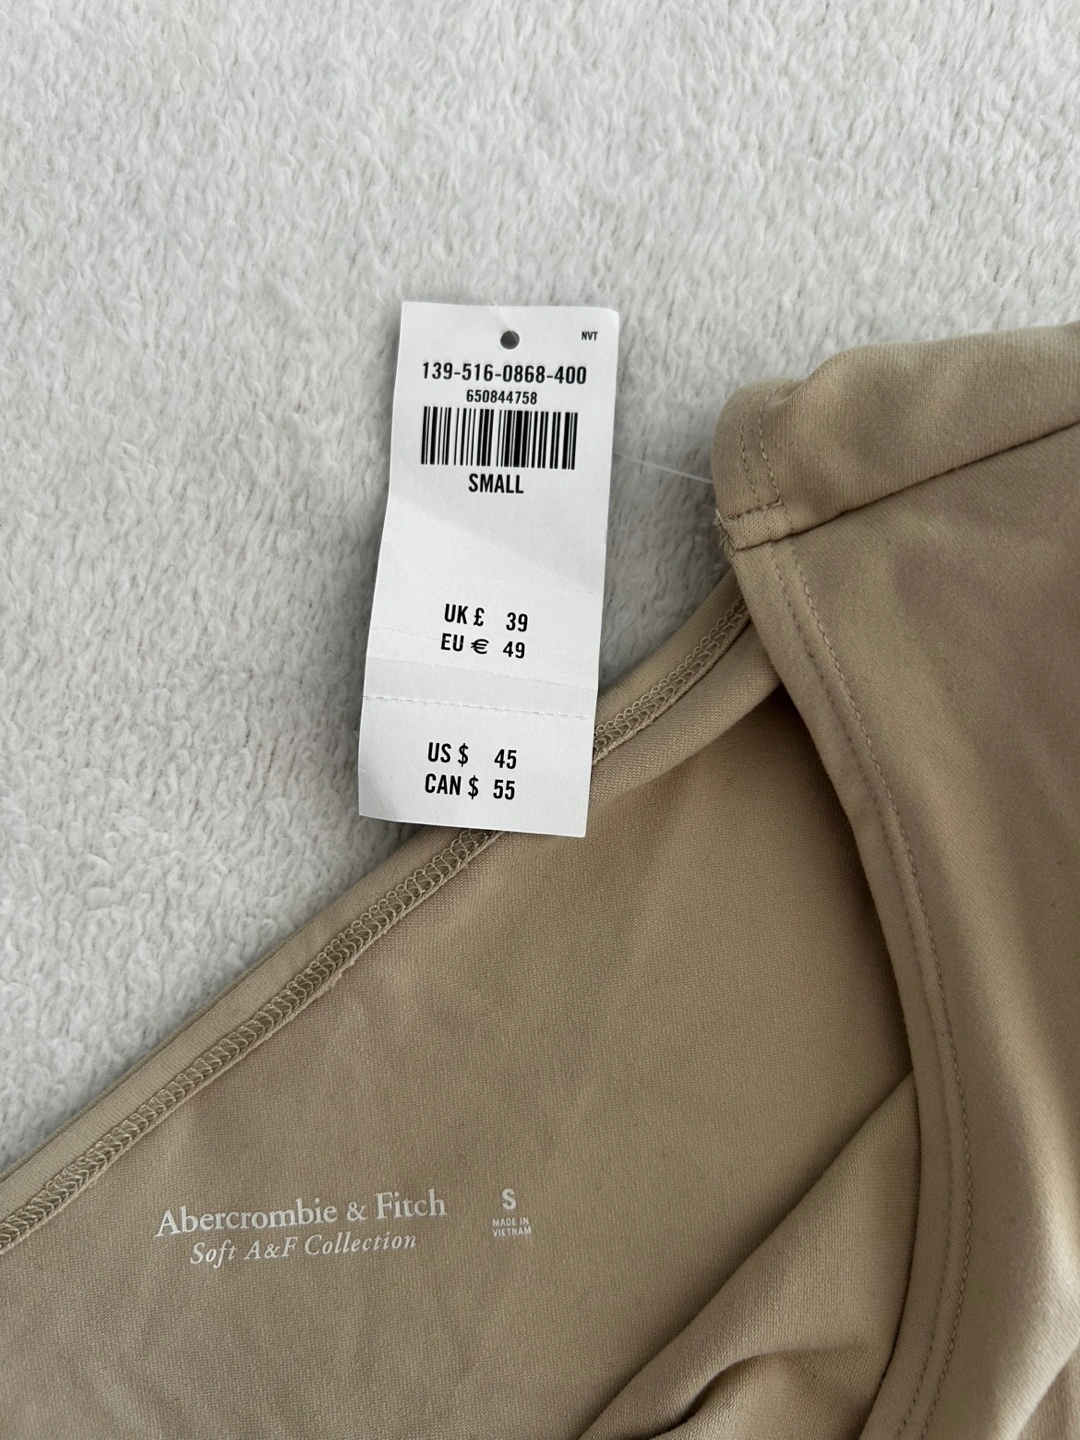 NVT
139-516-0868-400
650844758
SMALL
UK £ 39
EU € 49
US $ 45
CAN $ 55
Abercrombie & Fitch
Soft A&F Collection
S
MADE IN
VIETNAM